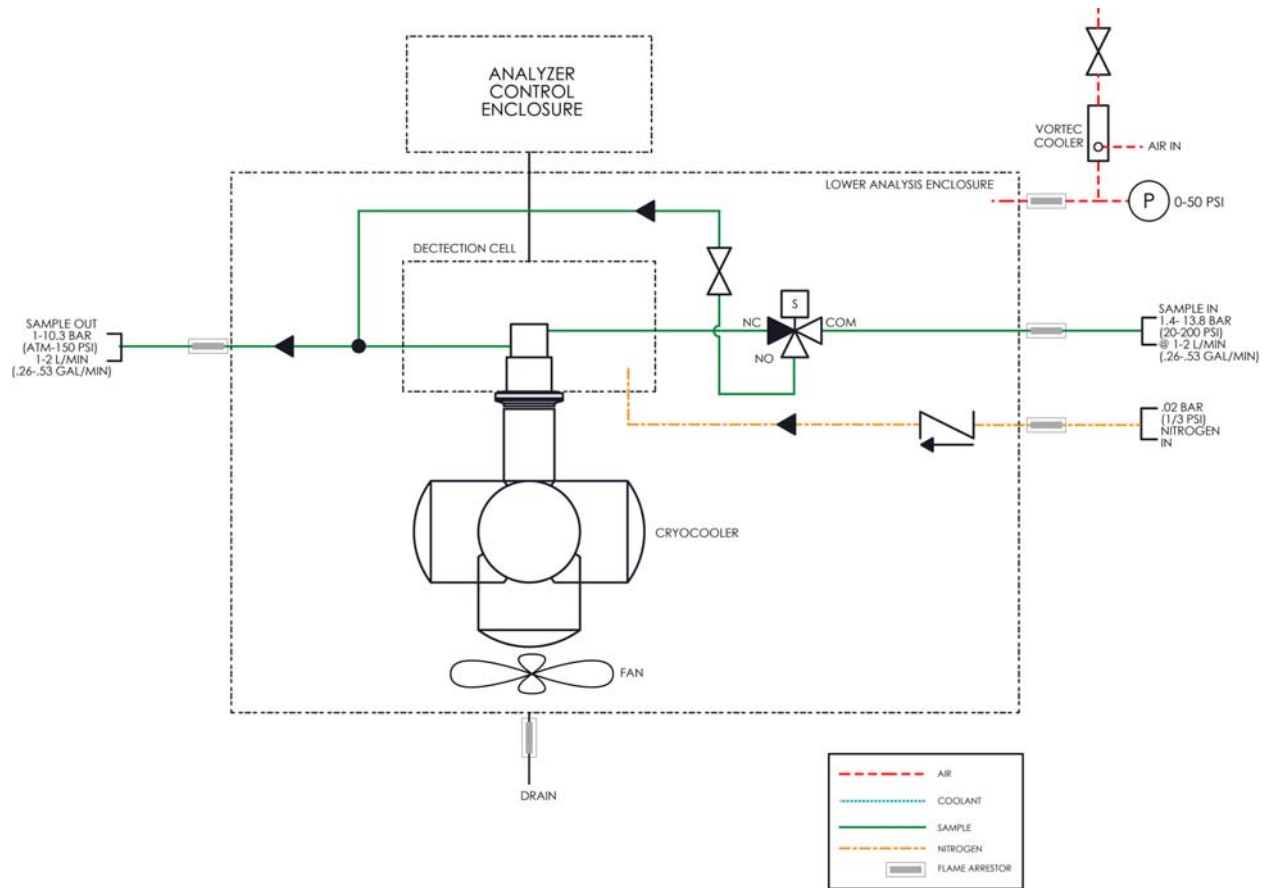 ANALYZER
CONTROL
ENCLOSURE
VORTEC
COOLER
AIR IN
LOWER ANALYSIS ENCLOSURE
P
0-50 PSI
DECTECTION CELL
S
NC
COM
NO
SAMPLE OUT
1-10.3 BAR
(ATM-150 PSI)
1-2 L/MIN
(.26-.53 GAL/MIN)
SAMPLE IN
1.4- 13.8 BAR
(20-200 PSI)
@ 1-2 L/MIN
(.26-.53 GAL/MIN)
.02 BAR
(1/3 PSI)
NITROGEN
IN
CRYOCOOLER
FAN
DRAIN
AIR
COOLANT
SAMPLE
NITROGEN
FLAME ARRESTOR